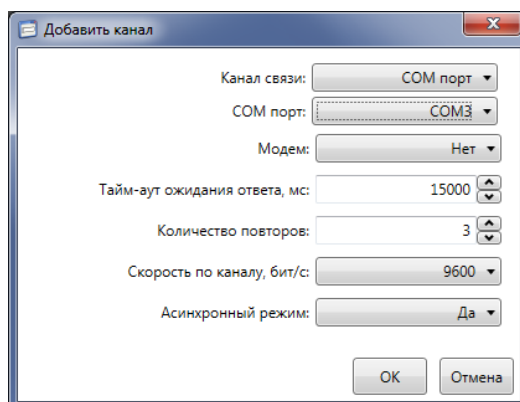 Добавить канал
Канал связи: COM порт
COM порт: COM3
Модем: Нет
Тайм-аут ожидания ответа, мс: 15000
Количество повторов: 3
Скорость по каналу, бит/с: 9600
Асинхронный режим: Да
OK Отмена